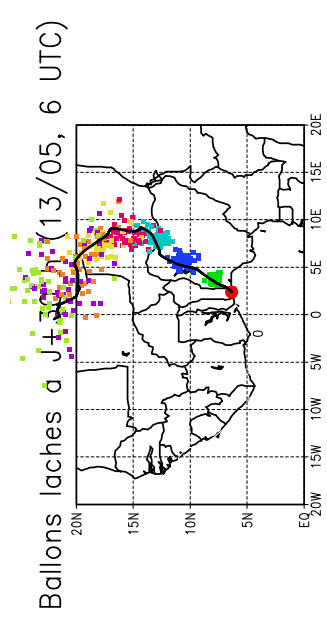 Ballons laches a (13/05, 6 UTC)
20N
15N
10N
5N
EQ
0
20W 15W 10W 5W 0 5E 10E 15E 20E